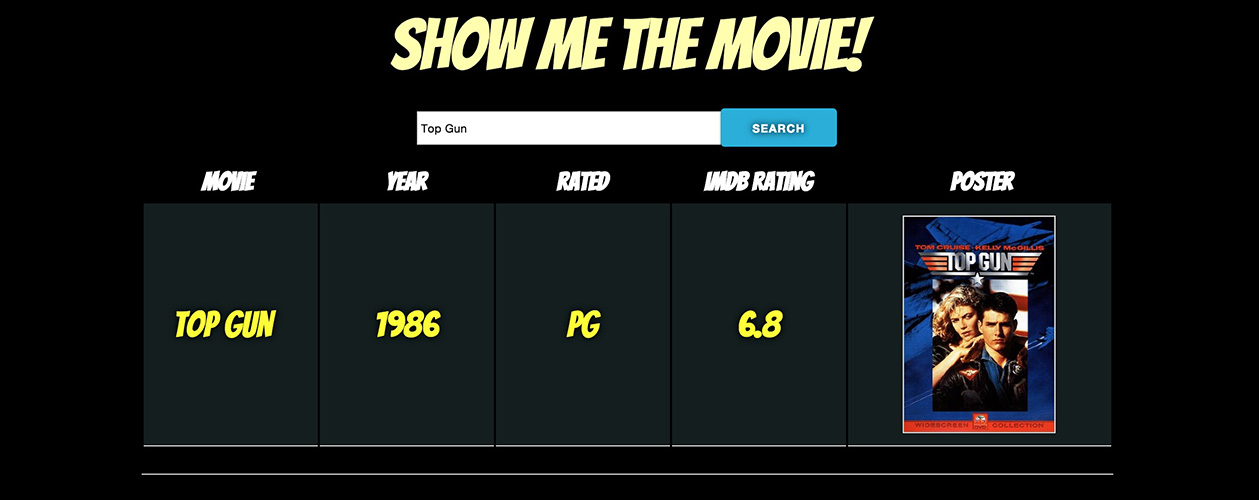 SHOW ME THE MOVIE!
Top Gun
SEARCH
MOVIE YEAR RATED IMDB RATING POSTER
TOP GUN 1986 PG 6.8
TOM CRUISE · KELLY McGILLIS
TOP GUN
WIDESCREEN DVD COLLECTION